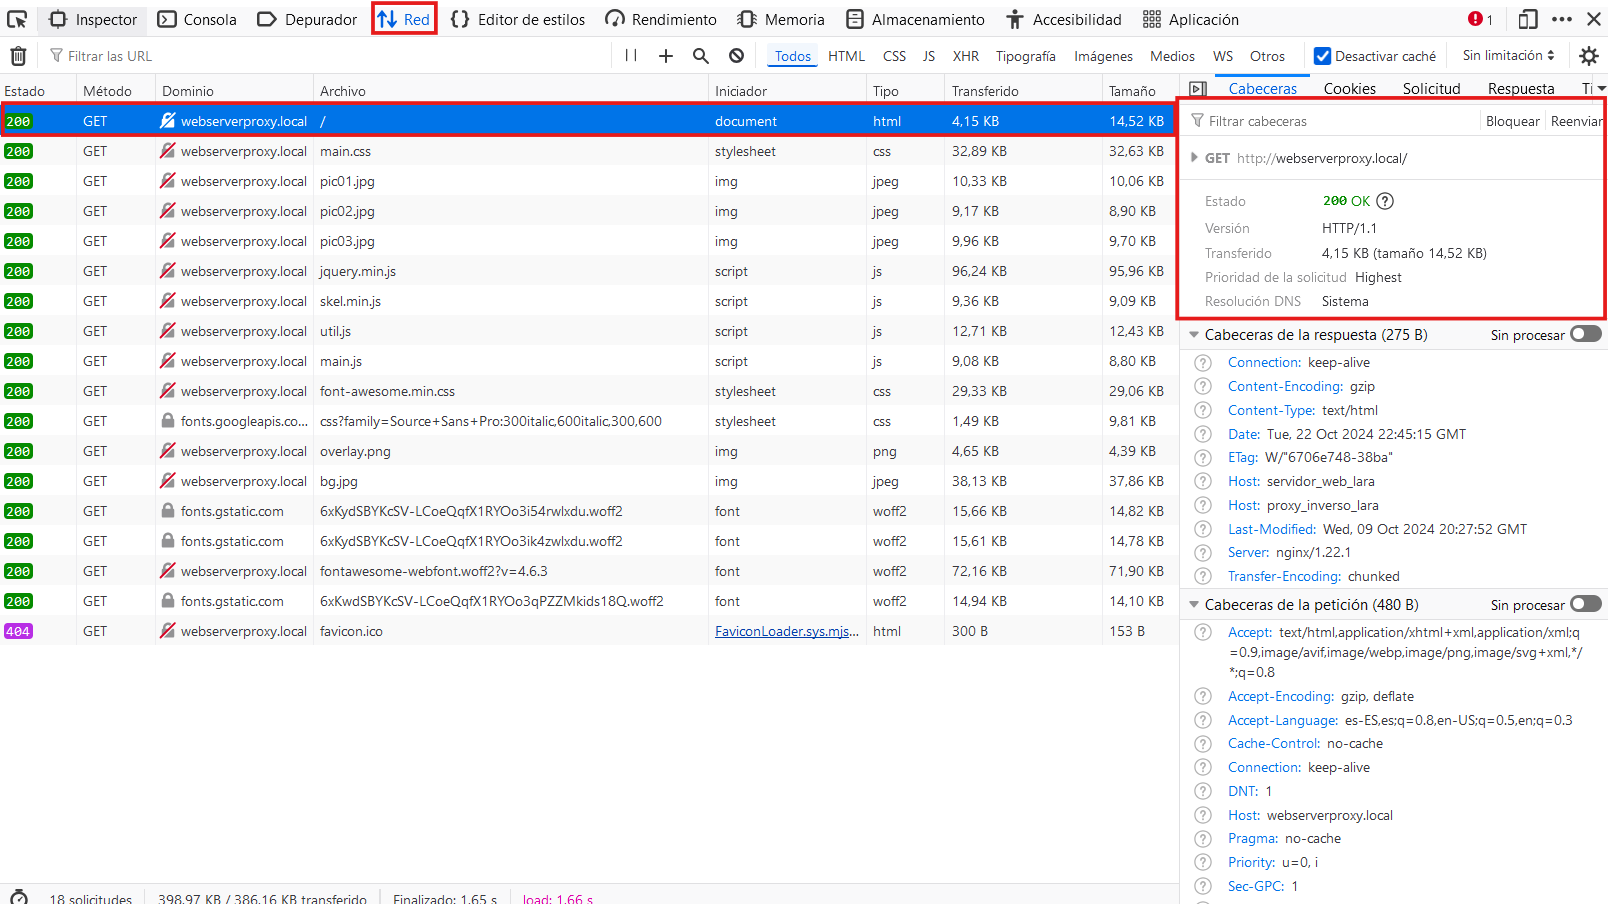 Inspector Consola Depurador Red Editor de estilos Rendimiento Memoria Almacenamiento Accesibilidad Aplicación 1
Filtrar las URL Todos HTML CSS JS XHR Tipografía Imágenes Medios WS Otros Desactivar caché Sin limitación
Estado Método Dominio Archivo Iniciador Tipo Transferido Tamaño
200 GET webserverproxy.local / document html 4,15 KB 14,52 KB
200 GET webserverproxy.local main.css stylesheet css 32,89 KB 32,63 KB
200 GET webserverproxy.local pic01.jpg img jpeg 10,33 KB 10,06 KB
200 GET webserverproxy.local pic02.jpg img jpeg 9,17 KB 8,90 KB
200 GET webserverproxy.local pic03.jpg img jpeg 9,96 KB 9,70 KB
200 GET webserverproxy.local jquery.min.js script js 96,24 KB 95,96 KB
200 GET webserverproxy.local skel.min.js script js 9,36 KB 9,09 KB
200 GET webserverproxy.local util.js script js 12,71 KB 12,43 KB
200 GET webserverproxy.local main.js script js 9,08 KB 8,80 KB
200 GET webserverproxy.local font-awesome.min.css stylesheet css 29,33 KB 29,06 KB
200 GET fonts.googleapis.co... css?family=Source+Sans+Pro:300italic,600italic,300,600 stylesheet css 1,49 KB 9,81 KB
200 GET webserverproxy.local overlay.png img png 4,65 KB 4,39 KB
200 GET webserverproxy.local bg.jpg img jpeg 38,13 KB 37,86 KB
200 GET fonts.gstatic.com 6xKydSBYKcSV-LCoeQqfX1RYOo3i54rwlxdu.woff2 font woff2 15,66 KB 14,82 KB
200 GET fonts.gstatic.com 6xKydSBYKcSV-LCoeQqfX1RYOo3ik4zwlxdu.woff2 font woff2 15,61 KB 14,78 KB
200 GET webserverproxy.local fontawesome-webfont.woff2?v=4.6.3 font woff2 72,16 KB 71,90 KB
200 GET fonts.gstatic.com 6xKwdSBYKcSV-LCoeQqfX1RYOo3qPZZMkids18Q.woff2 font woff2 14,94 KB 14,10 KB
404 GET webserverproxy.local favicon.ico FaviconLoader.sys.mjs... html 300 B 153 B
18 solicitudes 398,97 KB / 386,16 KB transferido Finalizado: 1,65 s load: 1,66 s
Cabeceras Cookies Solicitud Respuesta Ti
Filtrar cabeceras Bloquear Reenviar
GET http://webserverproxy.local/
Estado 200 OK
Versión HTTP/1.1
Transferido 4,15 KB (tamaño 14,52 KB)
Prioridad de la solicitud Highest
Resolución DNS Sistema
Cabeceras de la respuesta (275 B) Sin procesar
Connection: keep-alive
Content-Encoding: gzip
Content-Type: text/html
Date: Tue, 22 Oct 2024 22:45:15 GMT
ETag: W/"6706e748-38ba"
Host: servidor_web_lara
Host: proxy_inverso_lara
Last-Modified: Wed, 09 Oct 2024 20:27:52 GMT
Server: nginx/1.22.1
Transfer-Encoding: chunked
Cabeceras de la petición (480 B) Sin procesar
Accept: text/html,application/xhtml+xml,application/xml;q
=0.9,image/avif,image/webp,image/png,image/svg+xml,*/
*;q=0.8
Accept-Encoding: gzip, deflate
Accept-Language: es-ES,es;q=0.8,en-US;q=0.5,en;q=0.3
Cache-Control: no-cache
Connection: keep-alive
DNT: 1
Host: webserverproxy.local
Pragma: no-cache
Priority: u=0, i
Sec-GPC: 1